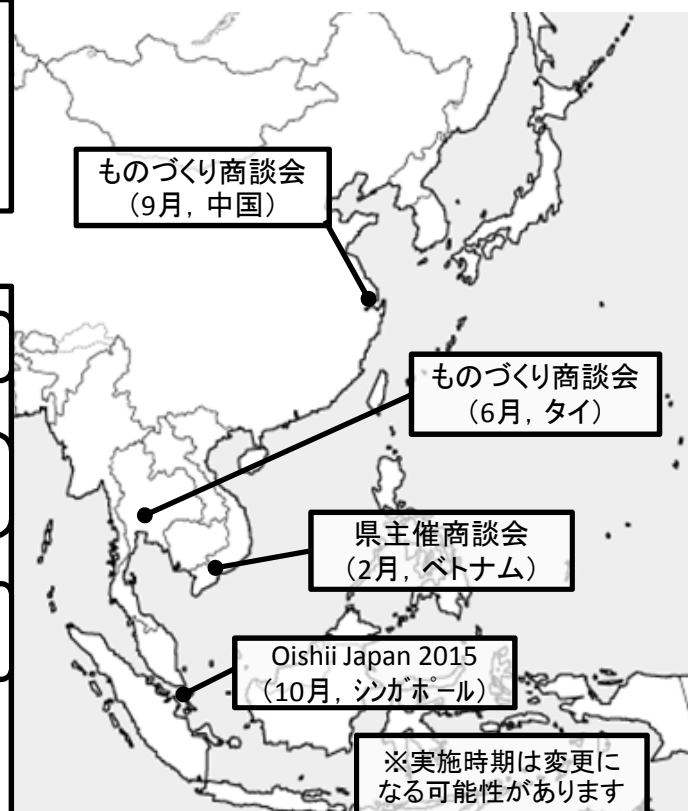 ものづくり商談会
（9月，中国）
ものづくり商談会
（6月，タイ）
県主催商談会
（2月，ベトナム）
Oishii Japan 2015
（10月，ｼﾝｶﾞﾎﾟｰﾙ）
※実施時期は変更に
なる可能性があります